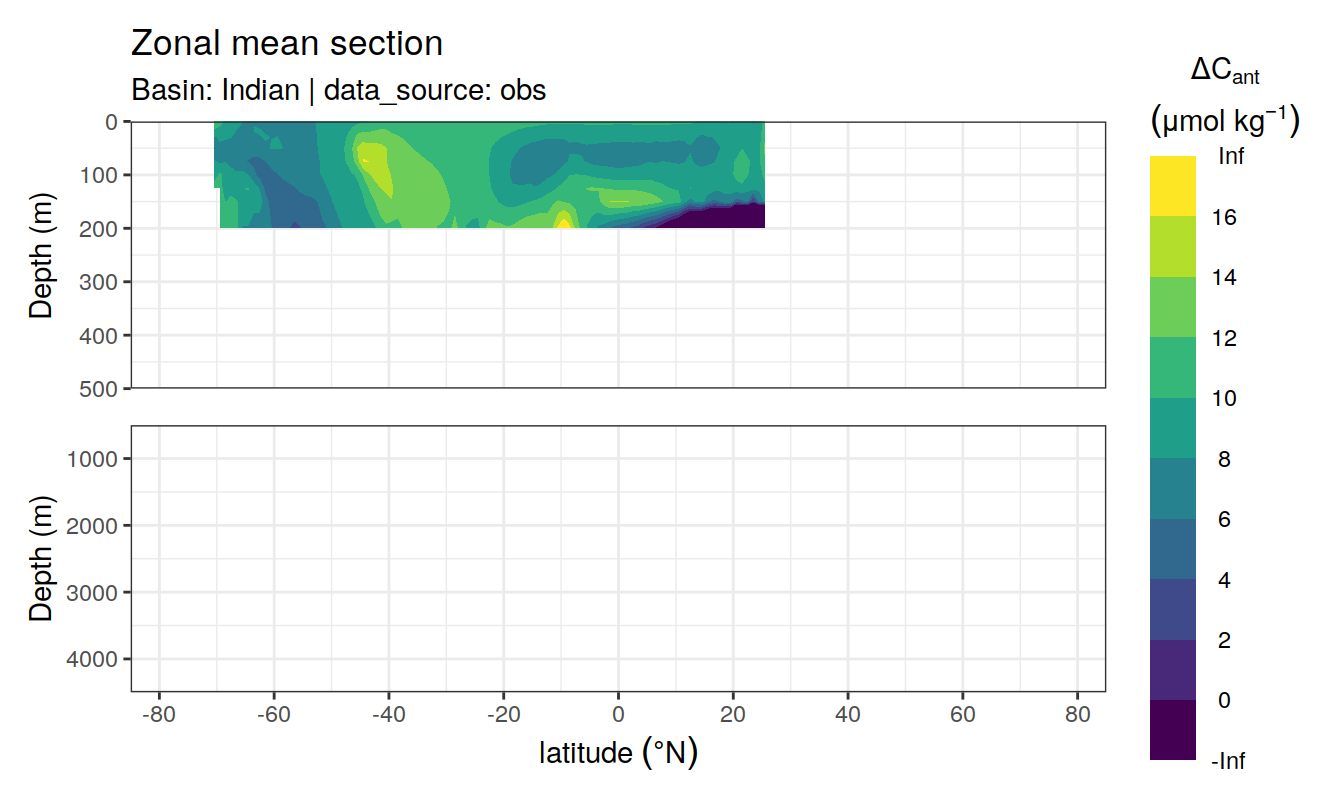 Zonal mean section
Basin: Indian | data_source: obs
ΔCant
(μmol kg⁻¹)
Depth (m)
0
100
200
300
400
500
Depth (m)
1000
2000
3000
4000
-80 -60 -40 -20 0 20 40 60 80
latitude (°N)
Inf
16
14
12
10
8
6
4
2
0
-Inf